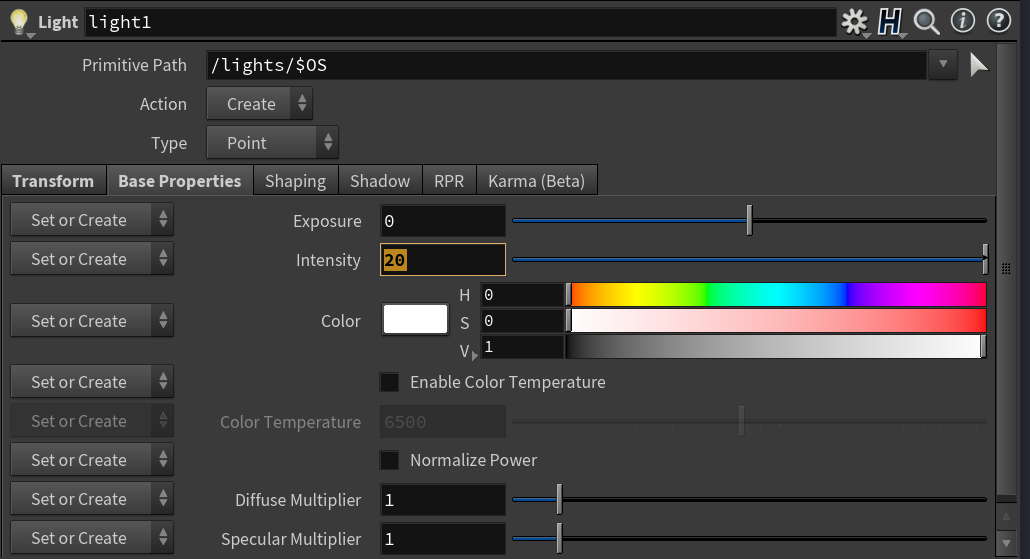 Light light1
Primitive Path /lights/$OS
Action Create
Type Point
Transform Base Properties Shaping Shadow RPR Karma (Beta)
Set or Create Exposure 0
Set or Create Intensity 20
H 0
Set or Create Color S 0
V 1
Set or Create Enable Color Temperature
Set or Create Color Temperature 6500
Set or Create Normalize Power
Set or Create Diffuse Multiplier 1
Set or Create Specular Multiplier 1